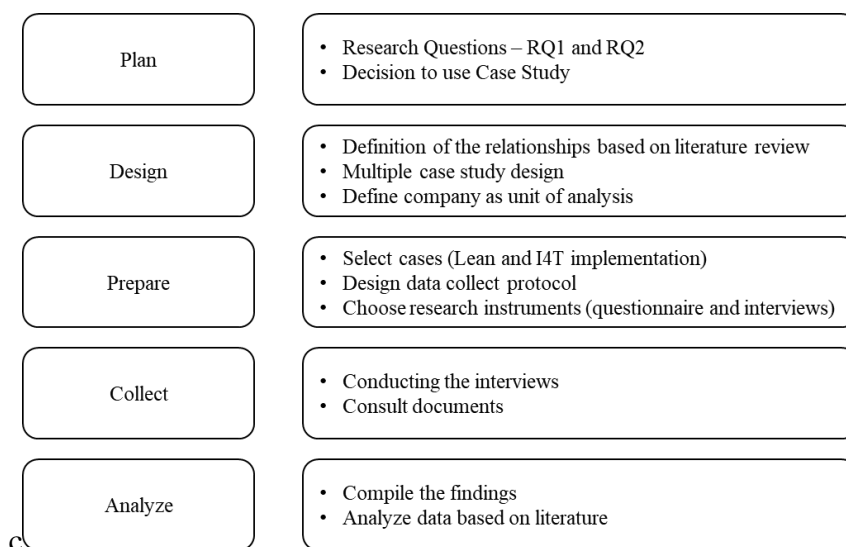 Plan
• Research Questions – RQ1 and RQ2
• Decision to use Case Study
Design
• Definition of the relationships based on literature review
• Multiple case study design
• Define company as unit of analysis
Prepare
• Select cases (Lean and I4T implementation)
• Design data collect protocol
• Choose research instruments (questionnaire and interviews)
Collect
• Conducting the interviews
• Consult documents
Analyze
• Compile the findings
• Analyze data based on literature
c